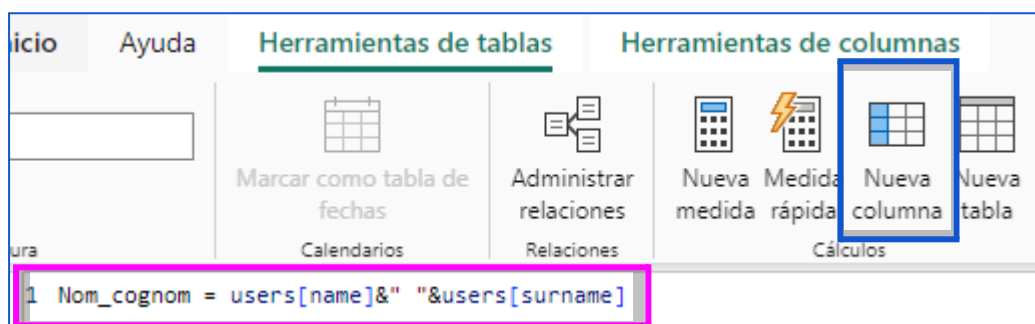 icio Ayuda Herramientas de tablas Herramientas de columnas
Marcar como tabla de fechas
Administrar relaciones
Nueva medida
Medida rápida
Nueva columna
Nueva tabla
ura Calendarios Relaciones Cálculos
1 Nom_cognom = users[name]&" "&users[surname]